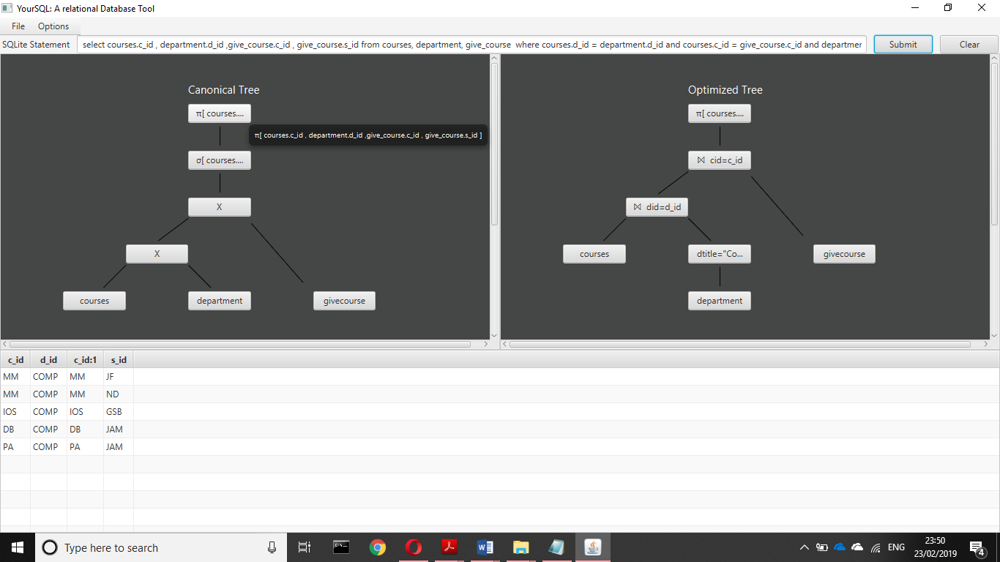 YourSQL: A relational Database Tool
File Options
SQLite Statement select courses.c_id , department.d_id ,give_course.c_id , give_course.s_id from courses, department, give_course where courses.d_id = department.d_id and courses.c_id = give_course.c_id and departmer Submit Clear
Canonical Tree
π[ courses....
π[ courses.c_id , department.d_id ,give_course.c_id , give_course.s_id ]
σ[ courses....
X
X
courses department givecourse
Optimized Tree
π[ courses....
⋈ cid=c_id
⋈ did=d_id
courses dtitle="Co... givecourse
department
c_id d_id c_id:1 s_id
MM COMP MM JF
MM COMP MM ND
IOS COMP IOS GSB
DB COMP DB JAM
PA COMP PA JAM
Type here to search
ENG
23:50
23/02/2019
4